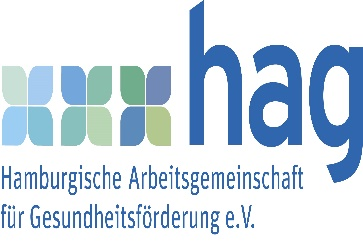 hag
Hamburgische Arbeitsgemeinschaft
für Gesundheitsförderung e.V.